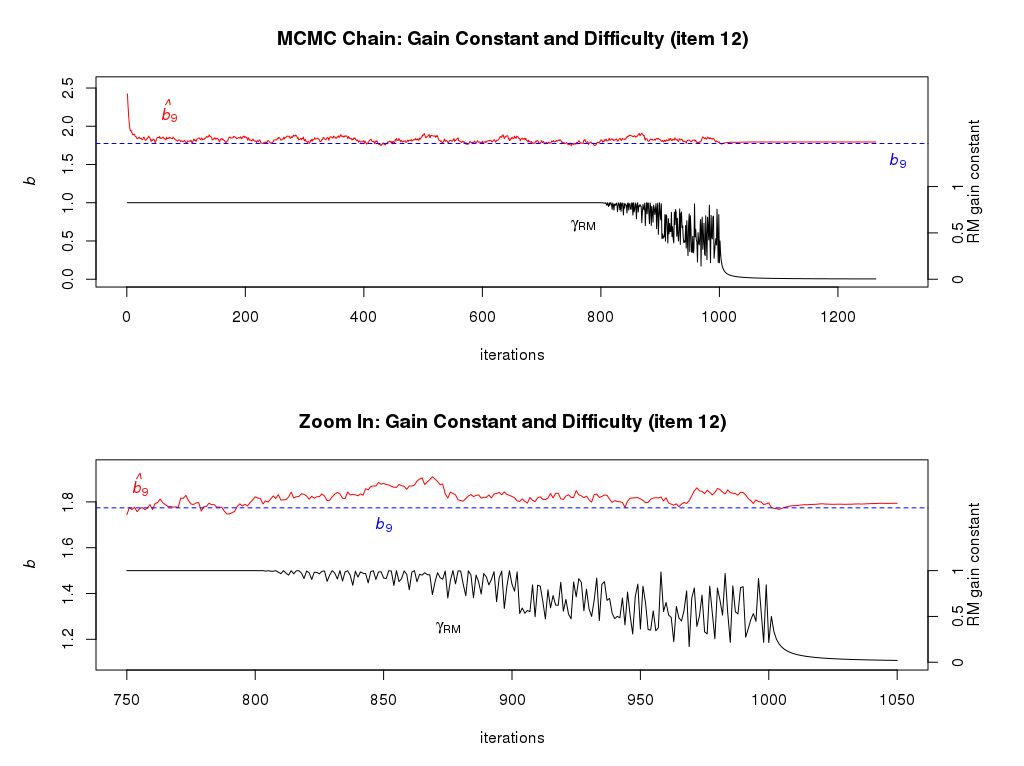 MCMC Chain: Gain Constant and Difficulty (item 12)
2.5
2.0
1.5
1.0
0.5
0.0
b
b̂₉
b₉
γRM
1
0.5
0
RM gain constant
0 200 400 600 800 1000 1200
iterations
Zoom In: Gain Constant and Difficulty (item 12)
1.8
1.6
1.4
1.2
b
b̂₉
b₉
γRM
1
0.5
0
RM gain constant
750 800 850 900 950 1000 1050
iterations